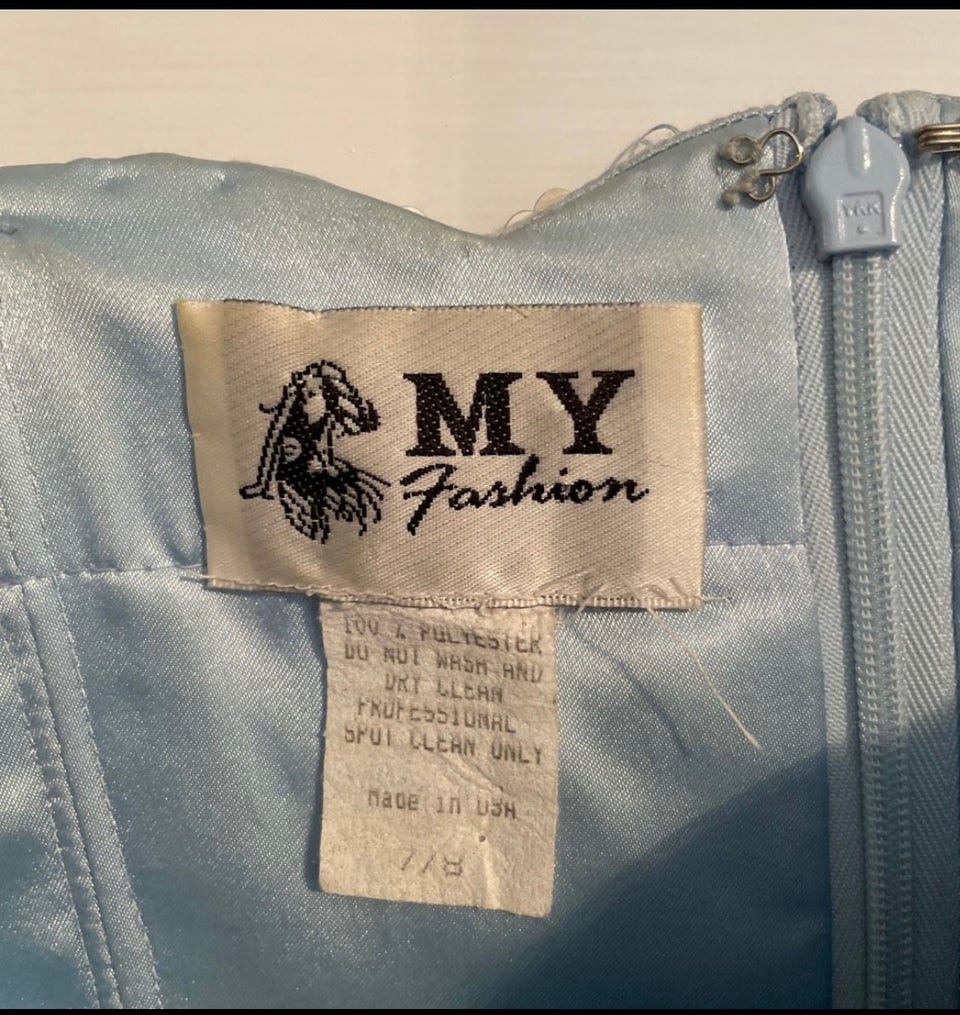 YKK
MY
Fashion
100 % POLYESTER
DO NOT WASH AND
DRY CLEAN
PROFESSIONAL
SPOT CLEAN ONLY
Made in USA
7/8